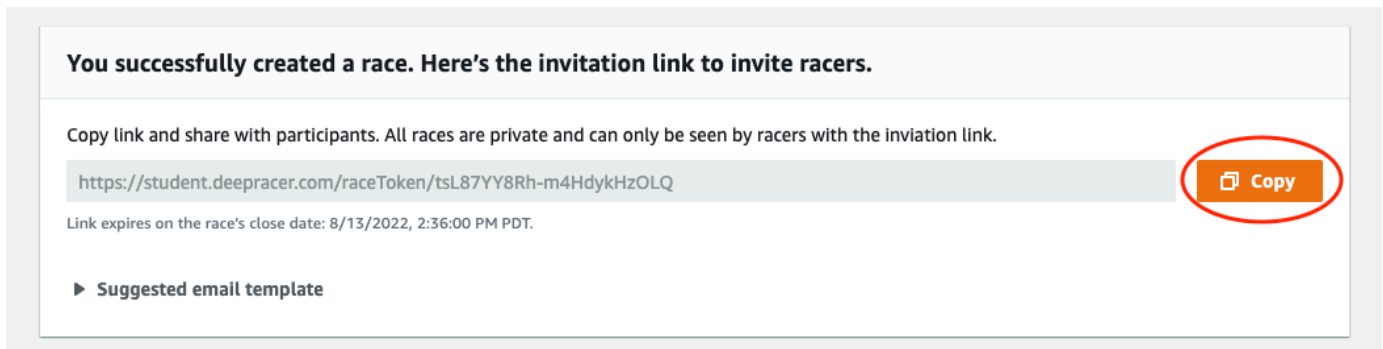 You successfully created a race. Here's the invitation link to invite racers.
Copy link and share with participants. All races are private and can only be seen by racers with the inviation link.
https://student.deepracer.com/raceToken/tsL87YY8Rh-m4HdykHzOLQ
Copy
Link expires on the race's close date: 8/13/2022, 2:36:00 PM PDT.
Suggested email template